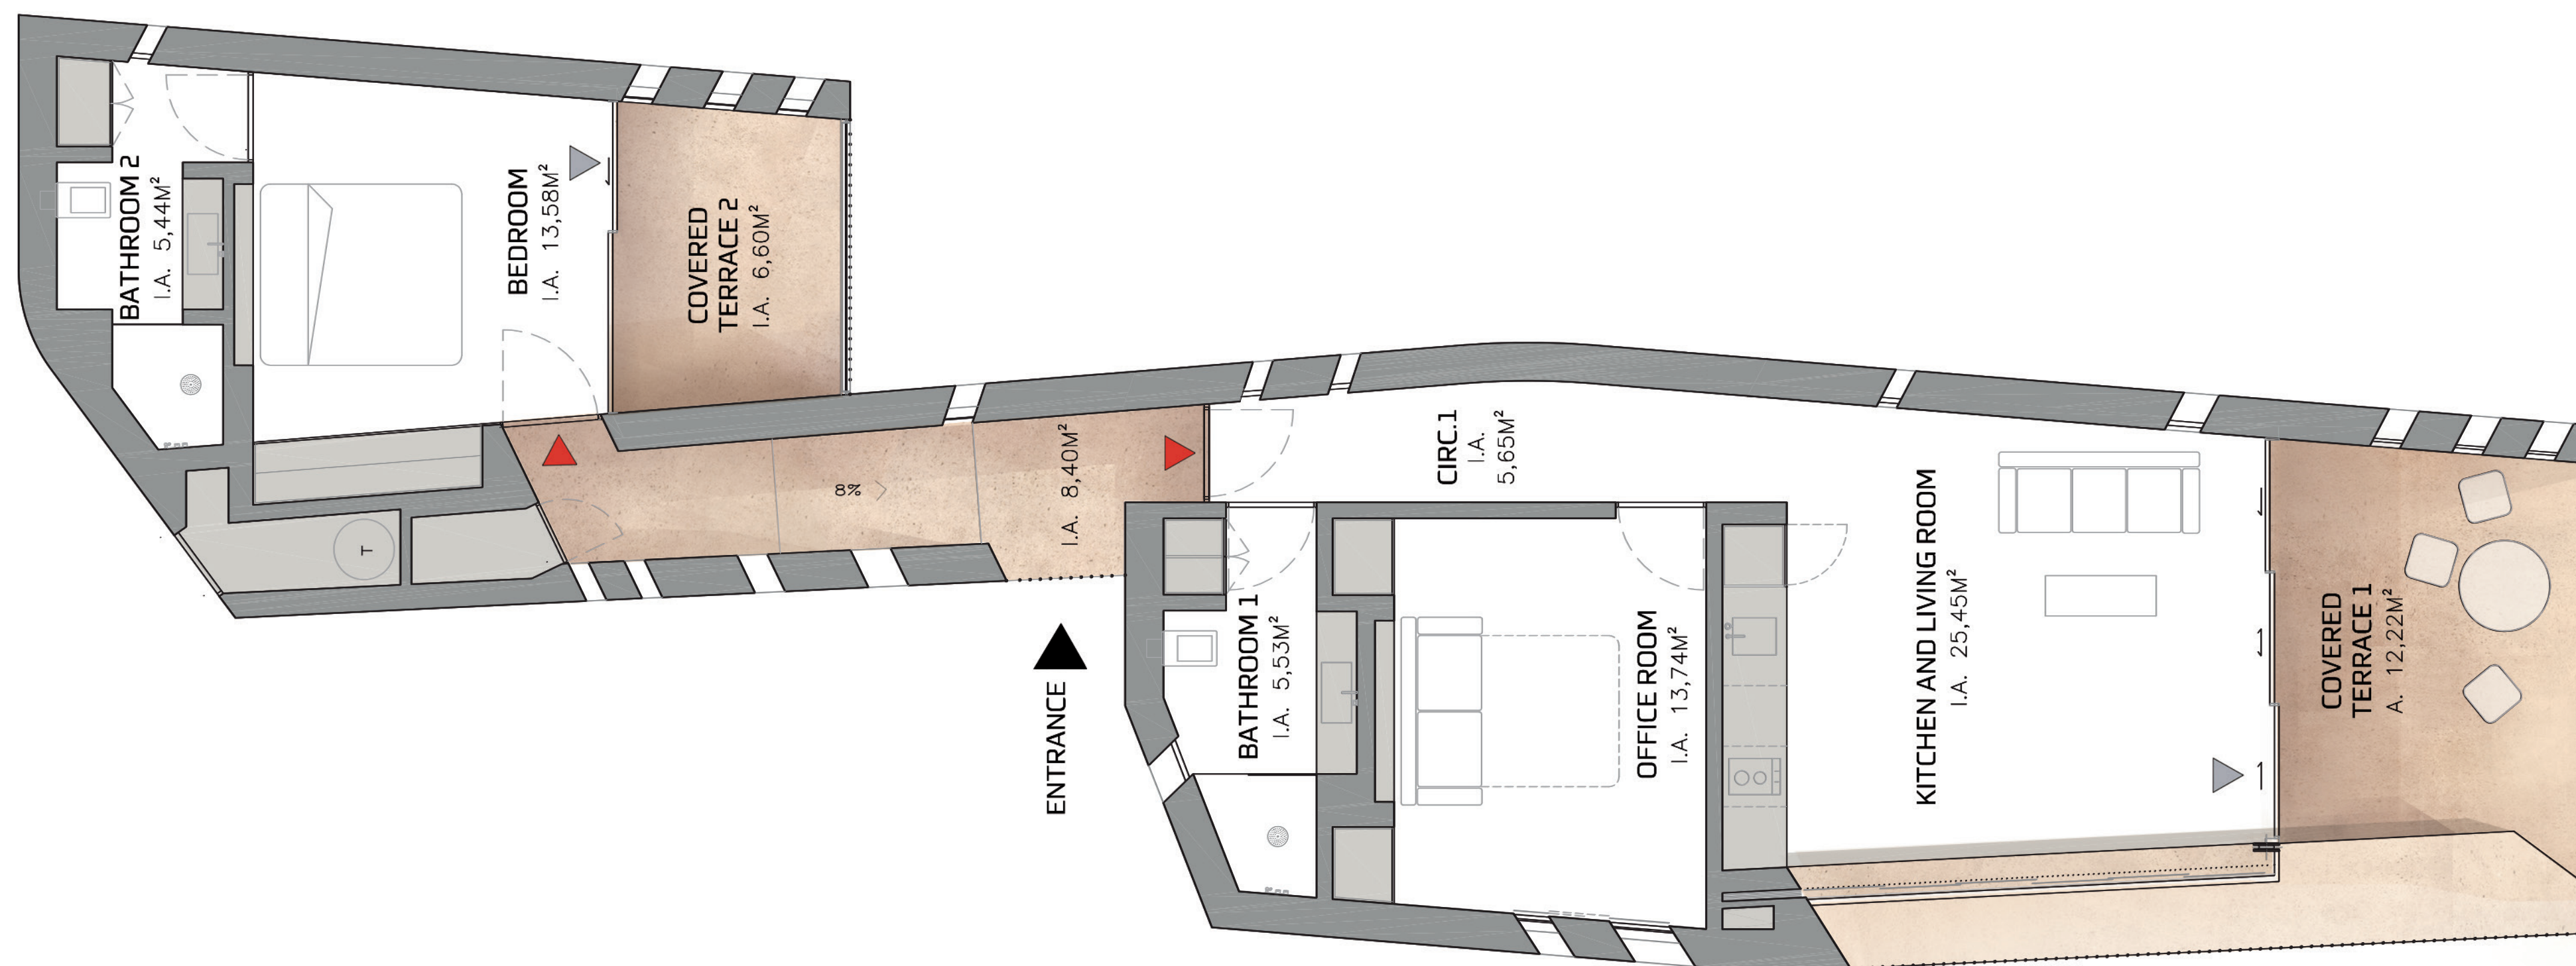 BATHROOM 2
I.A. 5,44M²
BEDROOM
I.A. 13,58M²
COVERED
TERRACE 2
I.A. 6,60M²
T
8%
I.A. 8,40M²
ENTRANCE
CIRC.1
I.A.
5,65M²
BATHROOM 1
I.A. 5,53M²
OFFICE ROOM
I.A. 13,74M²
KITCHEN AND LIVING ROOM
I.A. 25,45M²
COVERED
TERRACE 1
A. 12,22M²